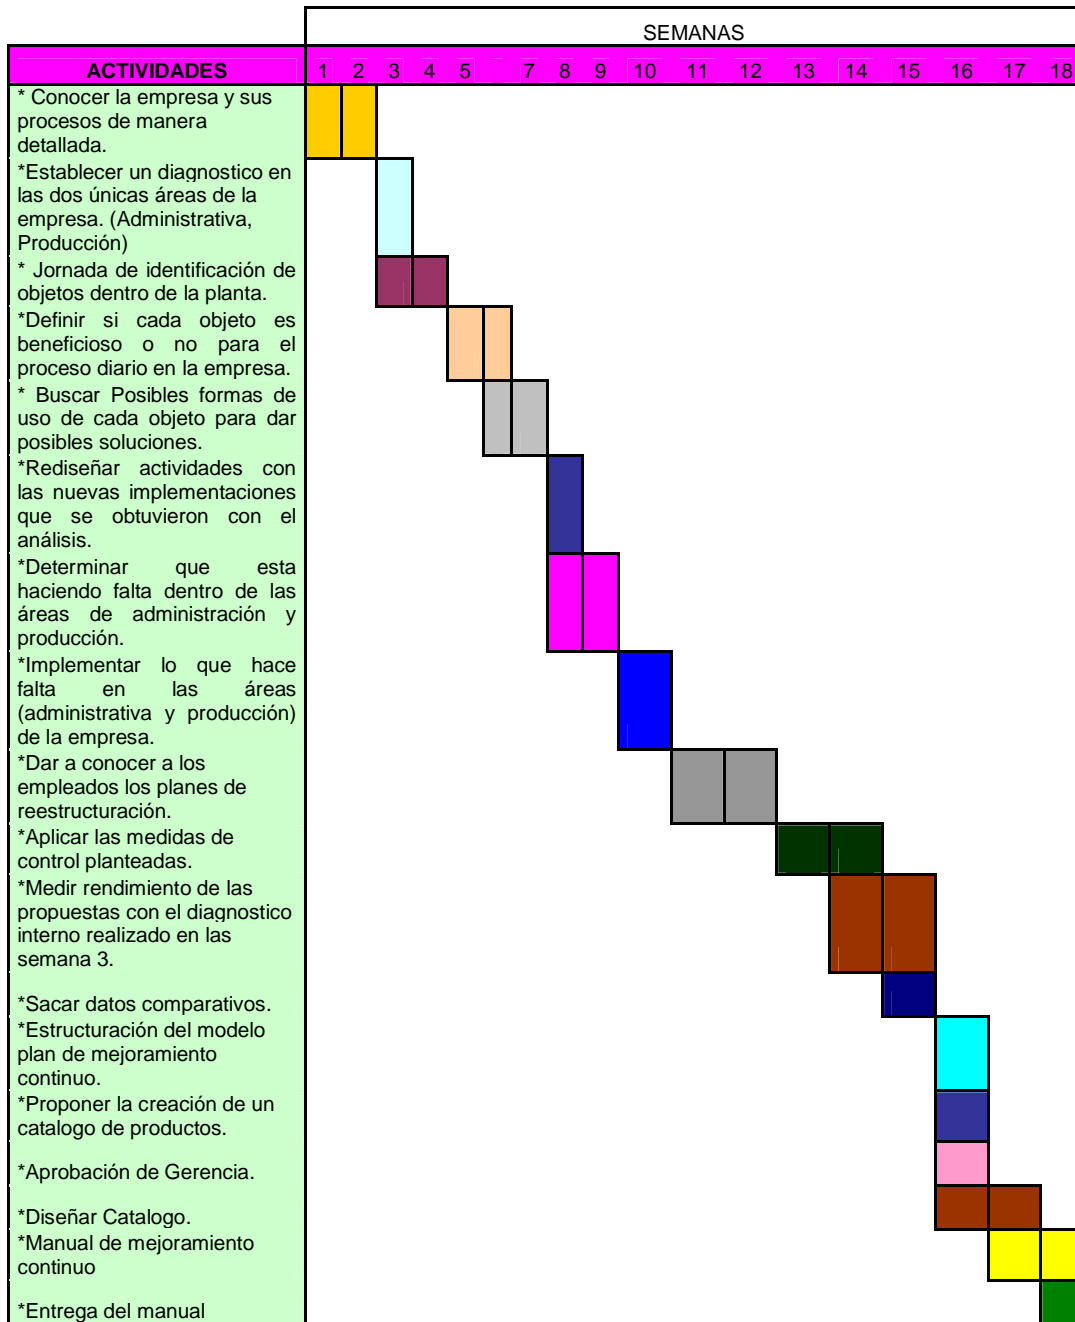 SEMANAS
ACTIVIDADES 1 2 3 4 5 7 8 9 10 11 12 13 14 15 16 17 18
* Conocer la empresa y sus
procesos de manera
detallada.
*Establecer un diagnostico en
las dos únicas áreas de la
empresa. (Administrativa,
Producción)
* Jornada de identificación de
objetos dentro de la planta.
*Definir si cada objeto es
beneficioso o no para el
proceso diario en la empresa.
* Buscar Posibles formas de
uso de cada objeto para dar
posibles soluciones.
*Rediseñar actividades con
las nuevas implementaciones
que se obtuvieron con el
análisis.
*Determinar que esta
haciendo falta dentro de las
áreas de administración y
producción.
*Implementar lo que hace
falta en las áreas
(administrativa y producción)
de la empresa.
*Dar a conocer a los
empleados los planes de
reestructuración.
*Aplicar las medidas de
control planteadas.
*Medir rendimiento de las
propuestas con el diagnostico
interno realizado en las
semana 3.
*Sacar datos comparativos.
*Estructuración del modelo
plan de mejoramiento
continuo.
*Proponer la creación de un
catalogo de productos.
*Aprobación de Gerencia.
*Diseñar Catalogo.
*Manual de mejoramiento
continuo
*Entrega del manual